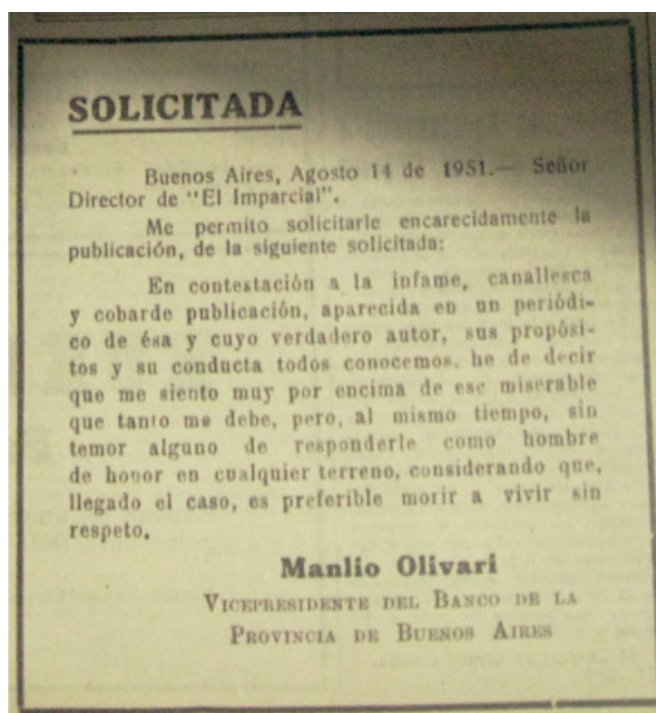 SOLICITADA
Buenos Aires, Agosto 14 de 1951.— Señor
Director de "El Imparcial".
Me permito solicitarle encarecidamente la
publicación, de la siguiente solicitada:
En contestación a la infame, canallesca
y cobarde publicación, aparecida en un periódi-
co de ésa y cuyo verdadero autor, sus propósi-
tos y su conducta todos conocemos, he de decir
que me siento muy por encima de ese miserable
que tanto me debe, pero, al mismo tiempo, sin
temor alguno de responderle como hombre
de honor en cualquier terreno, considerando que,
llegado el caso, es preferible morir a vivir sin
respeto.
Manlio Olivari
VICEPRESIDENTE DEL BANCO DE LA
PROVINCIA DE BUENOS AIRES